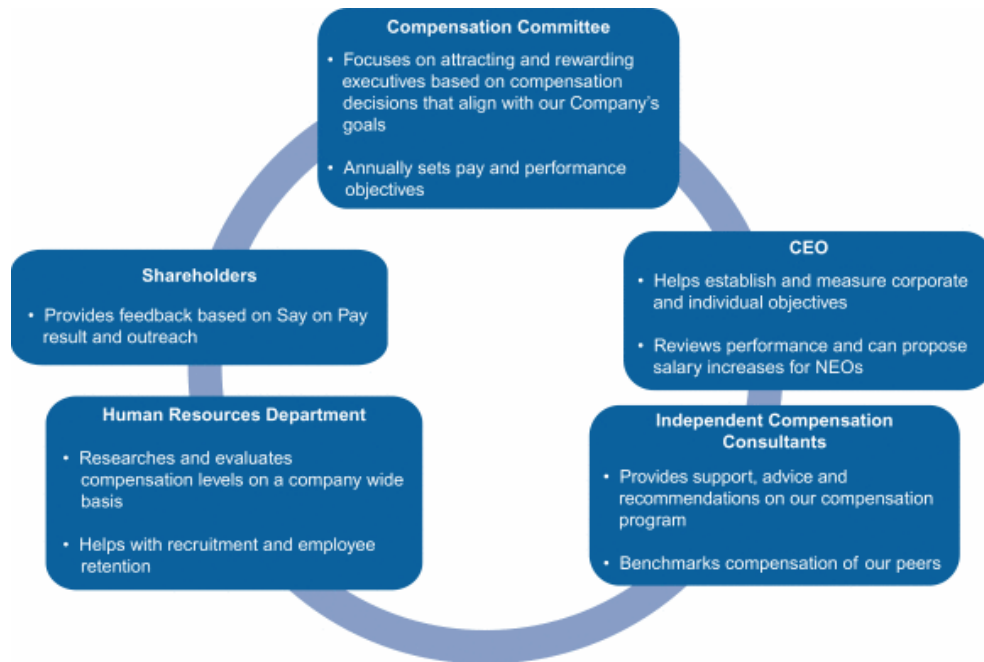 Compensation Committee
• Focuses on attracting and rewarding
executives based on compensation
decisions that align with our Company's
goals
• Annually sets pay and performance
objectives
CEO
• Helps establish and measure corporate
and individual objectives
• Reviews performance and can propose
salary increases for NEOs
Shareholders
• Provides feedback based on Say on Pay
result and outreach
Human Resources Department
• Researches and evaluates
compensation levels on a company wide
basis
• Helps with recruitment and employee
retention
Independent Compensation
Consultants
• Provides support, advice and
recommendations on our compensation
program
• Benchmarks compensation of our peers